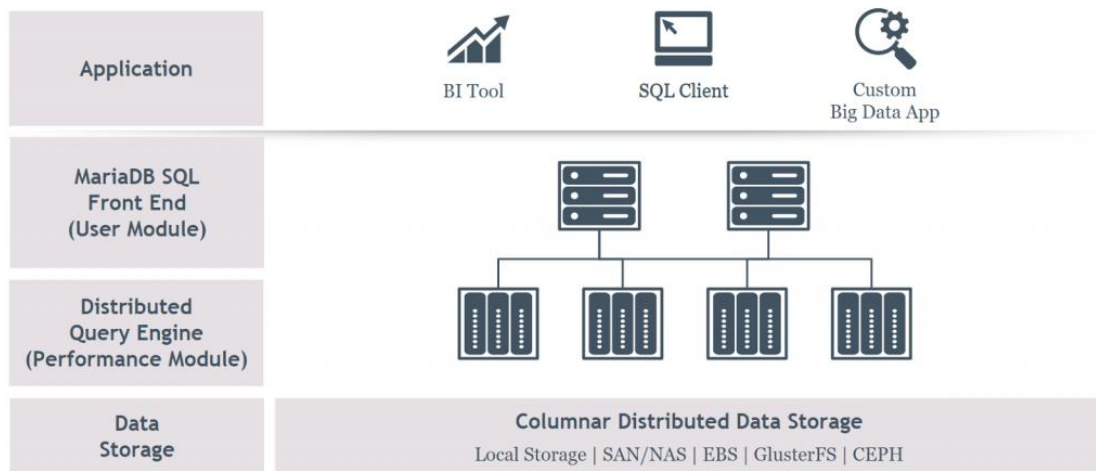 Application
BI Tool
SQL Client
Custom
Big Data App
MariaDB SQL
Front End
(User Module)
Distributed
Query Engine
(Performance Module)
Data
Storage
Columnar Distributed Data Storage
Local Storage | SAN/NAS | EBS | GlusterFS | CEPH